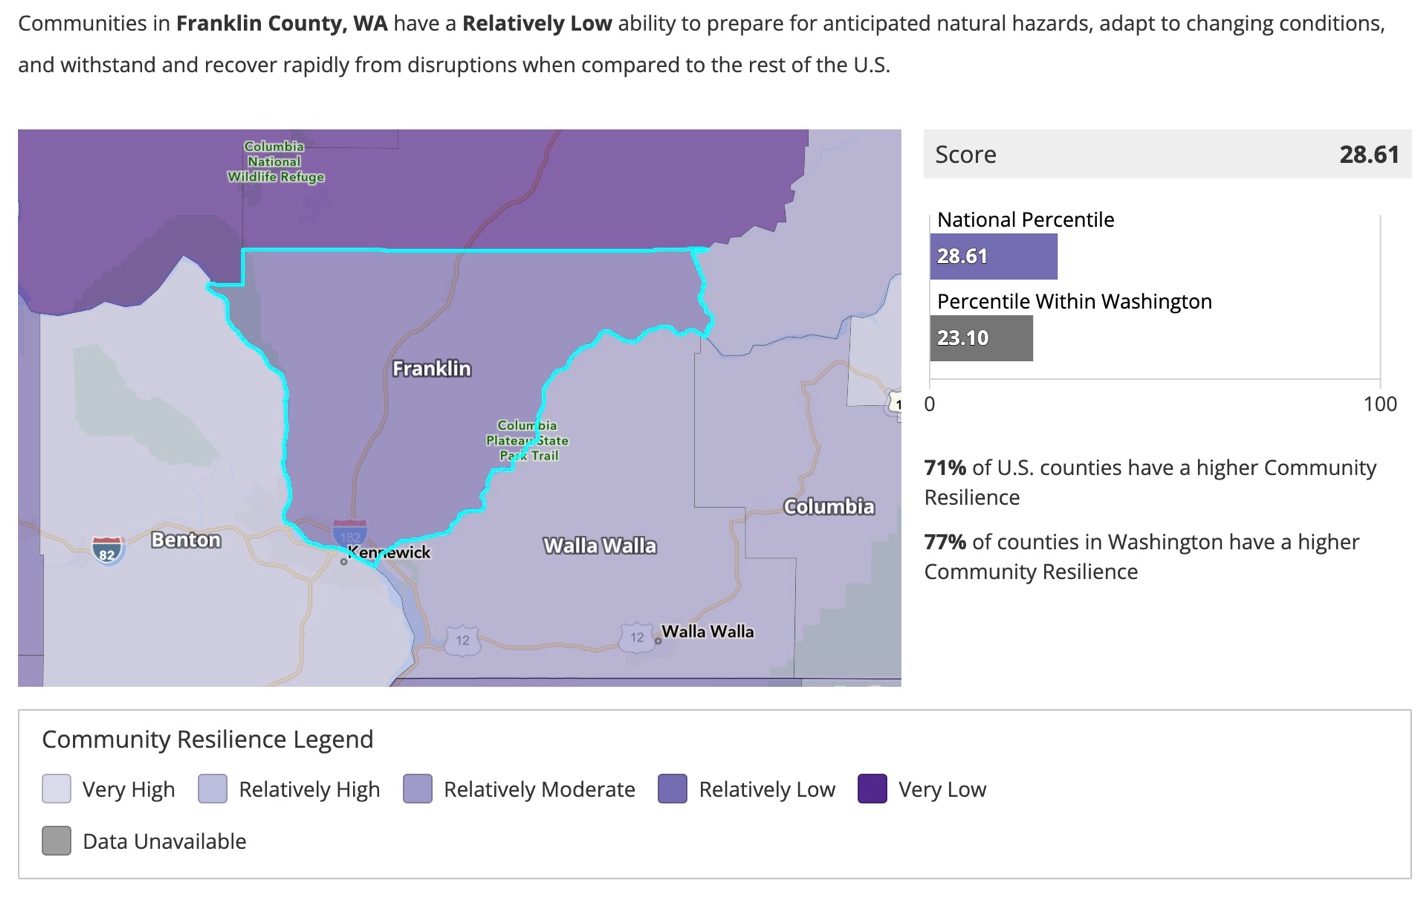 Communities in Franklin County, WA have a Relatively Low ability to prepare for anticipated natural hazards, adapt to changing conditions,
and withstand and recover rapidly from disruptions when compared to the rest of the U.S.
Columbia
National
Wildlife Refuge
Franklin
Columbia
Plateau State
Park Trail
Columbia
182
Kennewick
Benton
82
Walla Walla
12
12
Walla Walla
1
Score 28.61
National Percentile
28.61
Percentile Within Washington
23.10
0 100
71% of U.S. counties have a higher Community
Resilience
77% of counties in Washington have a higher
Community Resilience
Community Resilience Legend
Very High Relatively High Relatively Moderate Relatively Low Very Low
Data Unavailable